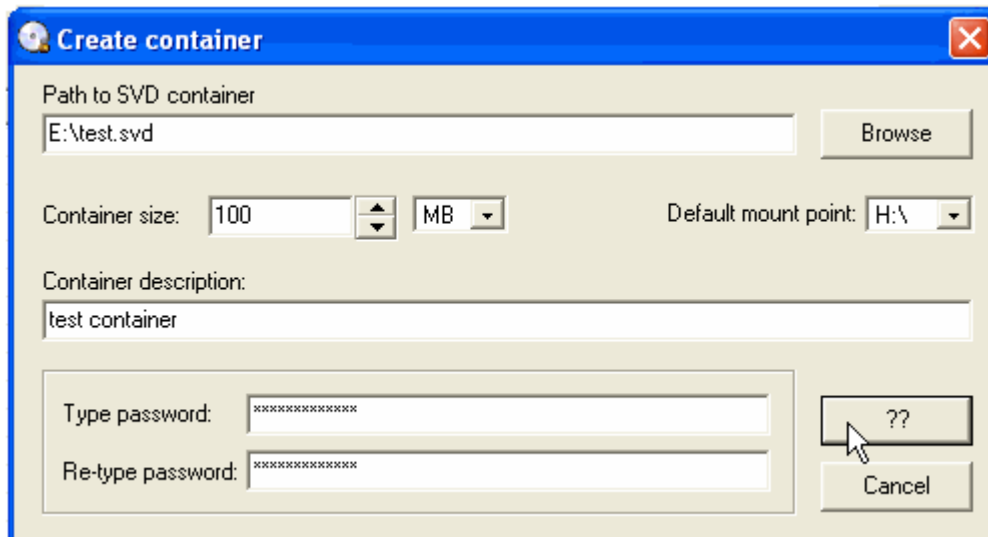 Create container
Path to SVD container
E:\test.svd
Browse
Container size: 100 MB Default mount point: H:\
Container description:
test container
Type password: *************
??
Re-type password: *************
Cancel